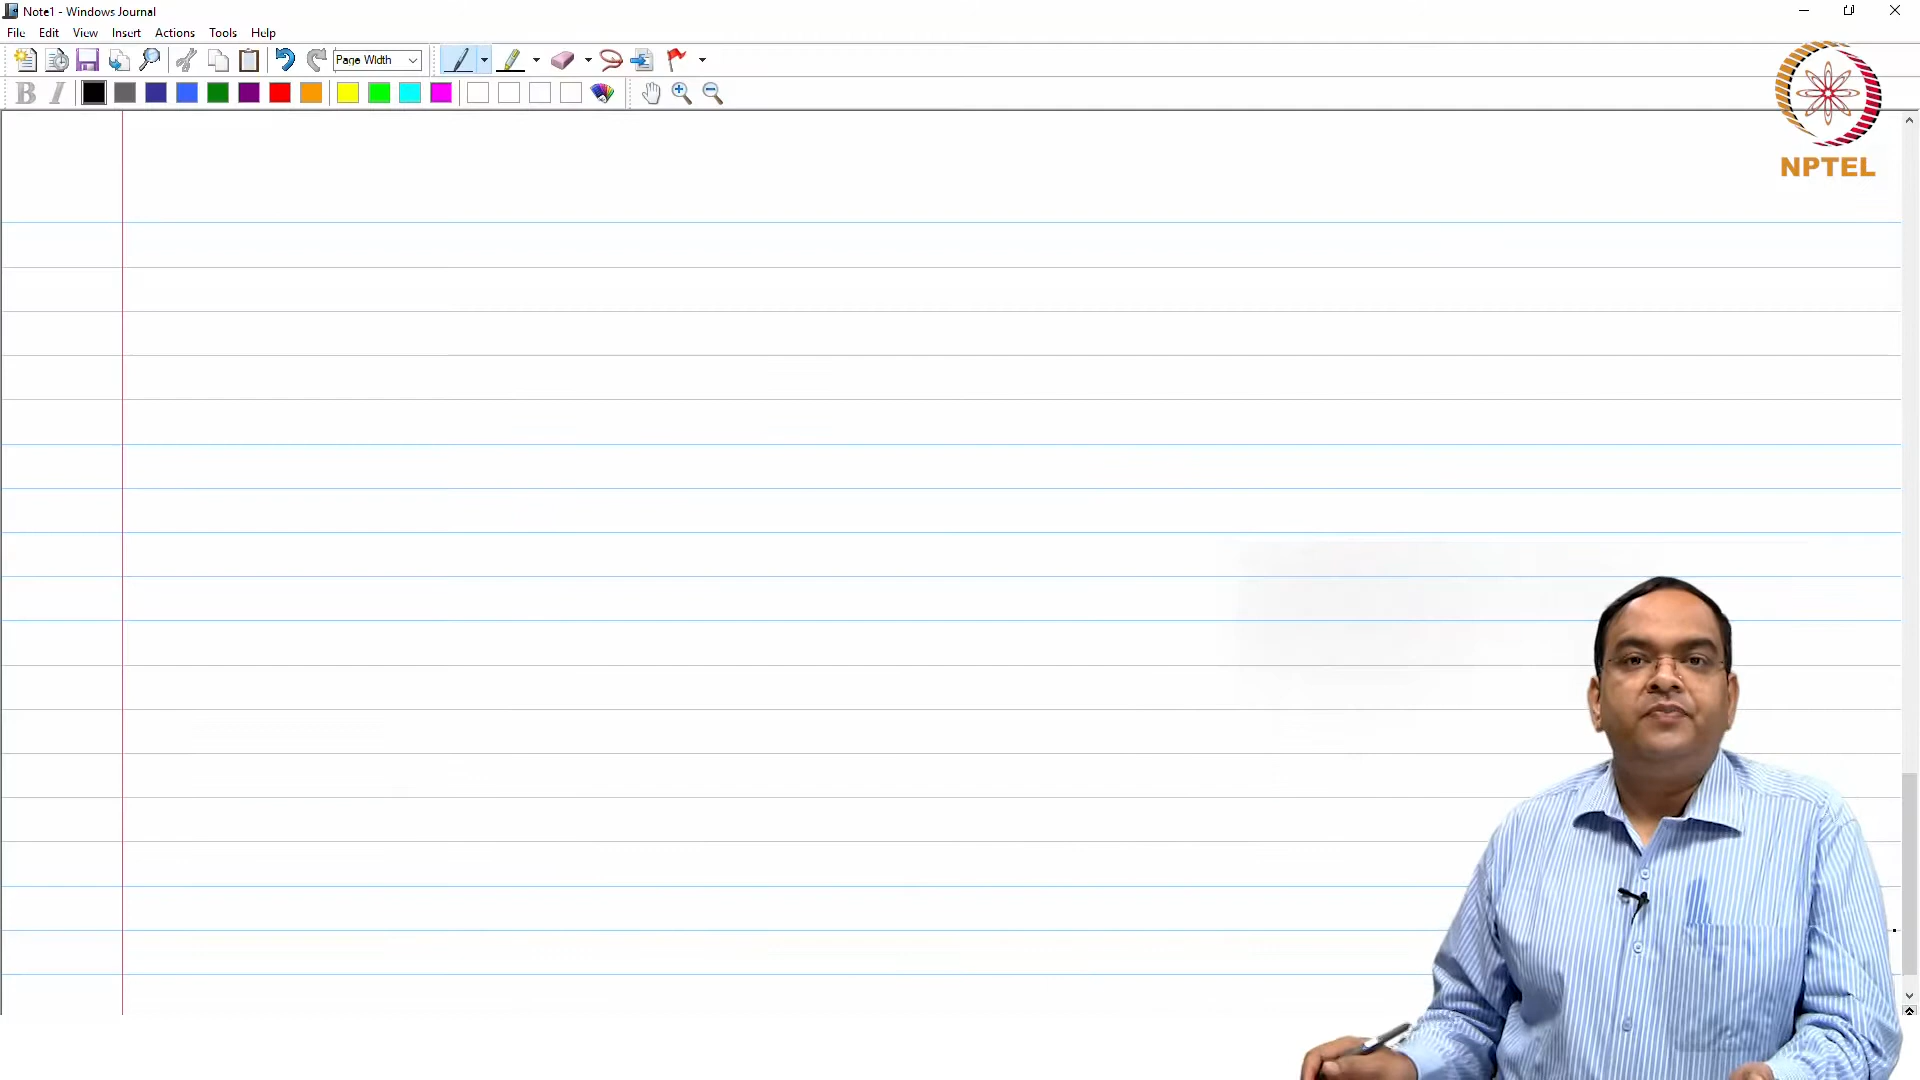 Note1 - Windows Journal
File Edit View Insert Actions Tools Help
Page Width
B I
NPTEL